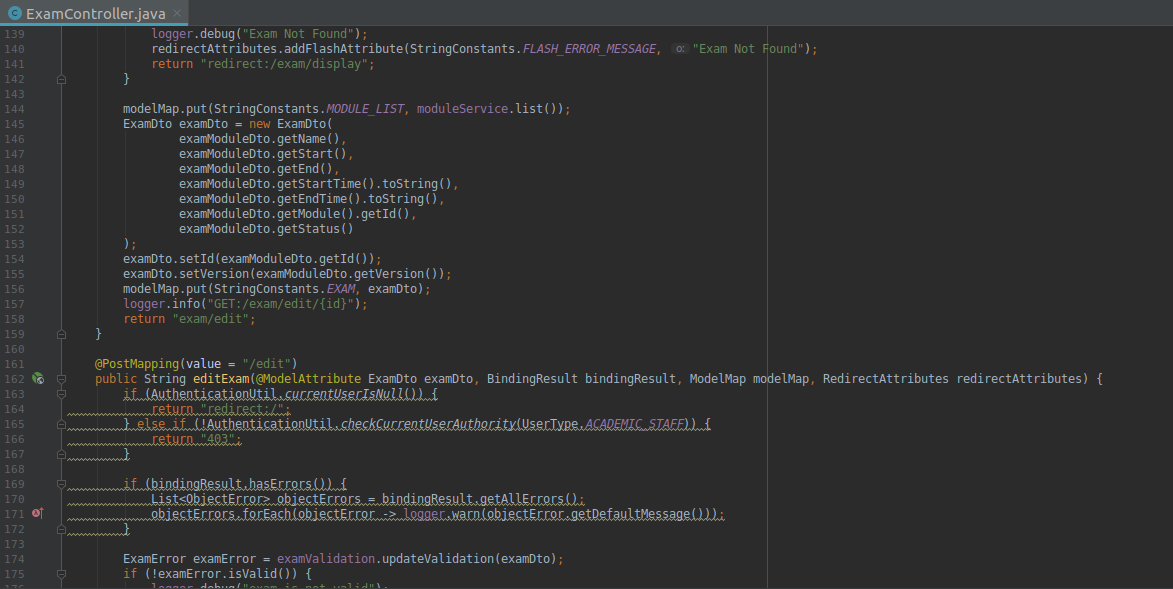 ExamController.java
139 logger.debug("Exam Not Found");
140 redirectAttributes.addFlashAttribute(StringConstants.FLASH_ERROR_MESSAGE, o: "Exam Not Found");
141 return "redirect:/exam/display";
142 }
143
144 modelMap.put(StringConstants.MODULE_LIST, moduleService.list());
145 ExamDto examDto = new ExamDto(
146 examModuleDto.getName(),
147 examModuleDto.getStart(),
148 examModuleDto.getEnd(),
149 examModuleDto.getStartTime().toString(),
150 examModuleDto.getEndTime().toString(),
151 examModuleDto.getModule().getId(),
152 examModuleDto.getStatus()
153 );
154 examDto.setId(examModuleDto.getId());
155 examDto.setVersion(examModuleDto.getVersion());
156 modelMap.put(StringConstants.EXAM, examDto);
157 logger.info("GET:/exam/edit/{id}");
158 return "exam/edit";
159 }
160
161 @PostMapping(value = "/edit")
162 public String editExam(@ModelAttribute ExamDto examDto, BindingResult bindingResult, ModelMap modelMap, RedirectAttributes redirectAttributes) {
163 if (AuthenticationUtil.currentUserIsNull()) {
164 return "redirect:/";
165 } else if (!AuthenticationUtil.checkCurrentUserAuthority(UserType.ACADEMIC_STAFF)) {
166 return "403";
167 }
168
169 if (bindingResult.hasErrors()) {
170 List<ObjectError> objectErrors = bindingResult.getAllErrors();
171 objectErrors.forEach(objectError -> logger.warn(objectError.getDefaultMessage()));
172 }
173
174 ExamError examError = examValidation.updateValidation(examDto);
175 if (!examError.isValid()) {
176 logger.debug("exam is not valid");